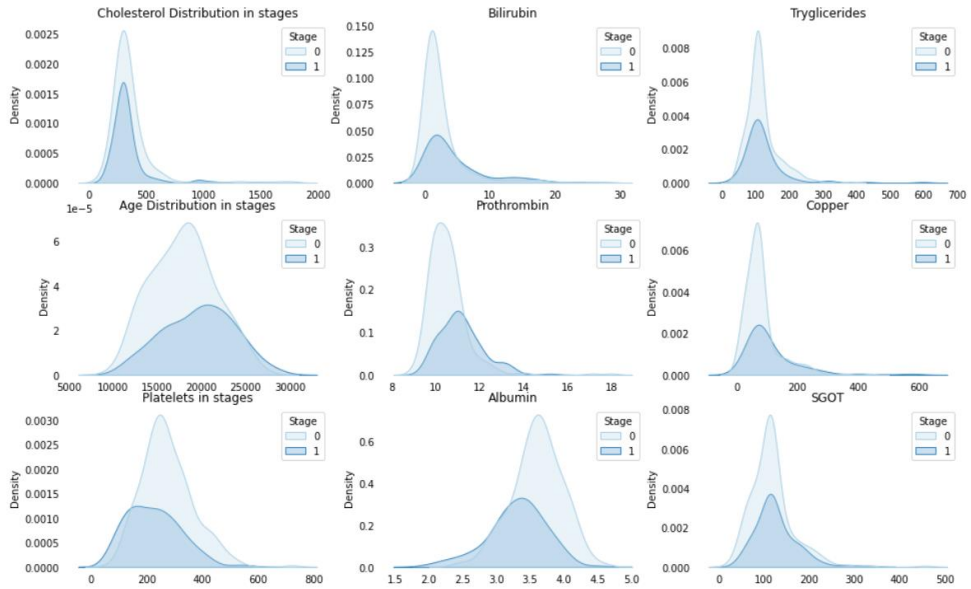 Cholesterol Distribution in stages
Density
0.0025
0.0020
0.0015
0.0010
0.0005
0.0000
0 500 1000 1500 2000
Stage
0
1
Bilirubin
Density
0.150
0.125
0.100
0.075
0.050
0.025
0.000
0 10 20 30
Stage
0
1
Tryglicerides
Density
0.008
0.006
0.004
0.002
0.000
0 100 200 300 400 500 600 700
Stage
0
1
Age Distribution in stages
1e−5
Density
6
4
2
0
5000 10000 15000 20000 25000 30000
Stage
0
1
Prothrombin
Density
0.3
0.2
0.1
0.0
8 10 12 14 16 18
Stage
0
1
Copper
Density
0.006
0.004
0.002
0.000
0 200 400 600
Stage
0
1
Platelets in stages
Density
0.0030
0.0025
0.0020
0.0015
0.0010
0.0005
0.0000
0 200 400 600 800
Stage
0
1
Albumin
Density
0.6
0.4
0.2
0.0
1.5 2.0 2.5 3.0 3.5 4.0 4.5 5.0
Stage
0
1
SGOT
Density
0.008
0.006
0.004
0.002
0.000
0 100 200 300 400 500
Stage
0
1